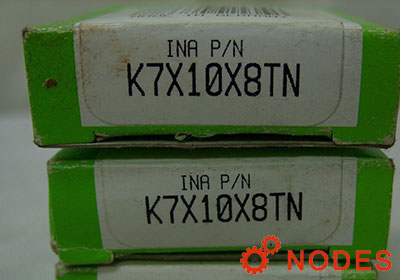 INA P/N
K7X10X8TN
INA P/N
K7X10X8TN
NODES